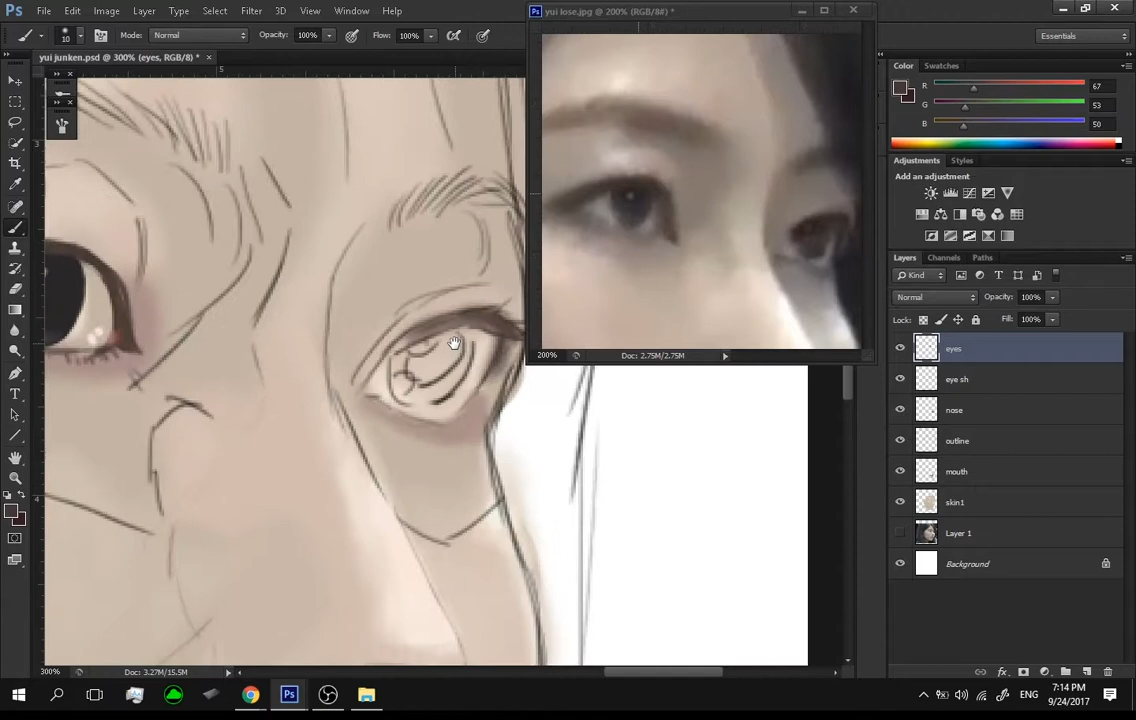 Ps File Edit Image Layer Type Select Filter 3D View Window Help
yui lose.jpg @ 200% (RGB/8#) *
10 Mode: Normal Opacity: 100% Flow: 100% Essentials
yui junken.psd @ 300% (eyes, RGB/8) *
Color Swatches
R 67
G 53
B 50
Adjustments Styles
Add an adjustment
Layers Channels Paths
Kind
Normal Opacity: 100%
Lock: Fill: 100%
eyes
eye sh
nose
outline
mouth
skin1
Layer 1
Background
5
3
4
200% Doc: 2.75M/2.75M
300% Doc: 3.27M/15.5M
ENG
7:14 PM
9/24/2017